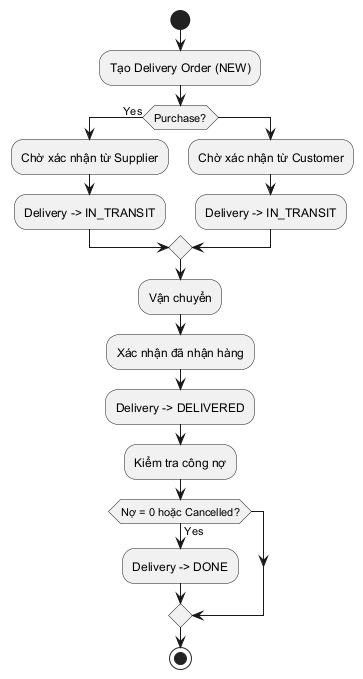 Tạo Delivery Order (NEW)
Purchase?
Yes
Chờ xác nhận từ Supplier
Chờ xác nhận từ Customer
Delivery -> IN_TRANSIT
Delivery -> IN_TRANSIT
Vận chuyển
Xác nhận đã nhận hàng
Delivery -> DELIVERED
Kiểm tra công nợ
Nợ = 0 hoặc Cancelled?
Yes
Delivery -> DONE